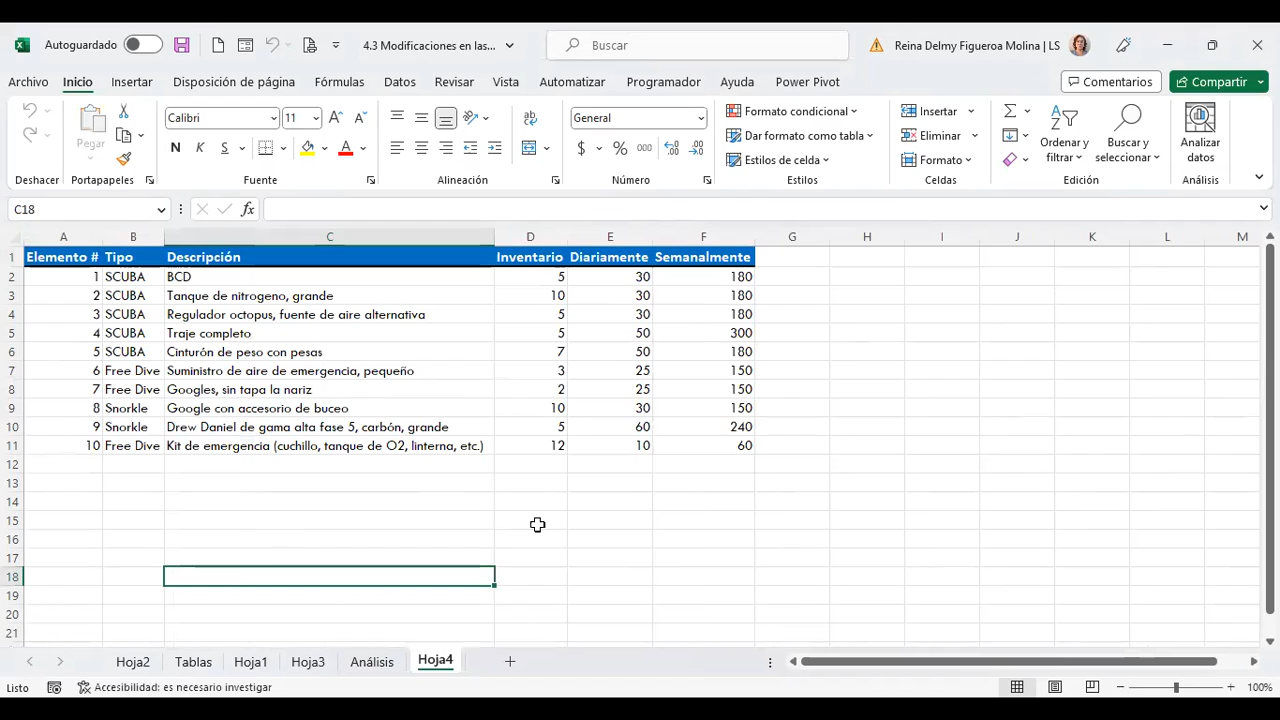 Autoguardado 4.3 Modificaciones en las... Buscar Reina Delmy Figueroa Molina | LS
Archivo Inicio Insertar Disposición de página Fórmulas Datos Revisar Vista Automatizar Programador Ayuda Power Pivot Comentarios Compartir
Calibri 11 General Formato condicional Insertar
Pegar Dar formato como tabla Eliminar Ordenar y filtrar Buscar y seleccionar Analizar datos
N K S $ % 000 Estilos de celda Formato
Deshacer Portapapeles Fuente Alineación Número Estilos Celdas Edición Análisis
C18 fx
A B C D E F G H I J K L M
1 Elemento # Tipo Descripción Inventario Diariamente Semanalmente
2 1 SCUBA BCD 5 30 180
3 2 SCUBA Tanque de nitrogeno, grande 10 30 180
4 3 SCUBA Regulador octopus, fuente de aire alternativa 5 30 180
5 4 SCUBA Traje completo 5 50 300
6 5 SCUBA Cinturón de peso con pesas 7 50 180
7 6 Free Dive Suministro de aire de emergencia, pequeño 3 25 150
8 7 Free Dive Googles, sin tapa la nariz 2 25 150
9 8 Snorkle Google con accesorio de buceo 10 30 150
10 9 Snorkle Drew Daniel de gama alta fase 5, carbón, grande 5 60 240
11 10 Free Dive Kit de emergencia (cuchillo, tanque de O2, linterna, etc.) 12 10 60
12
13
14
15
16
17
18
19
20
21
Hoja2 Tablas Hoja1 Hoja3 Análisis Hoja4
Listo Accesibilidad: es necesario investigar 100%